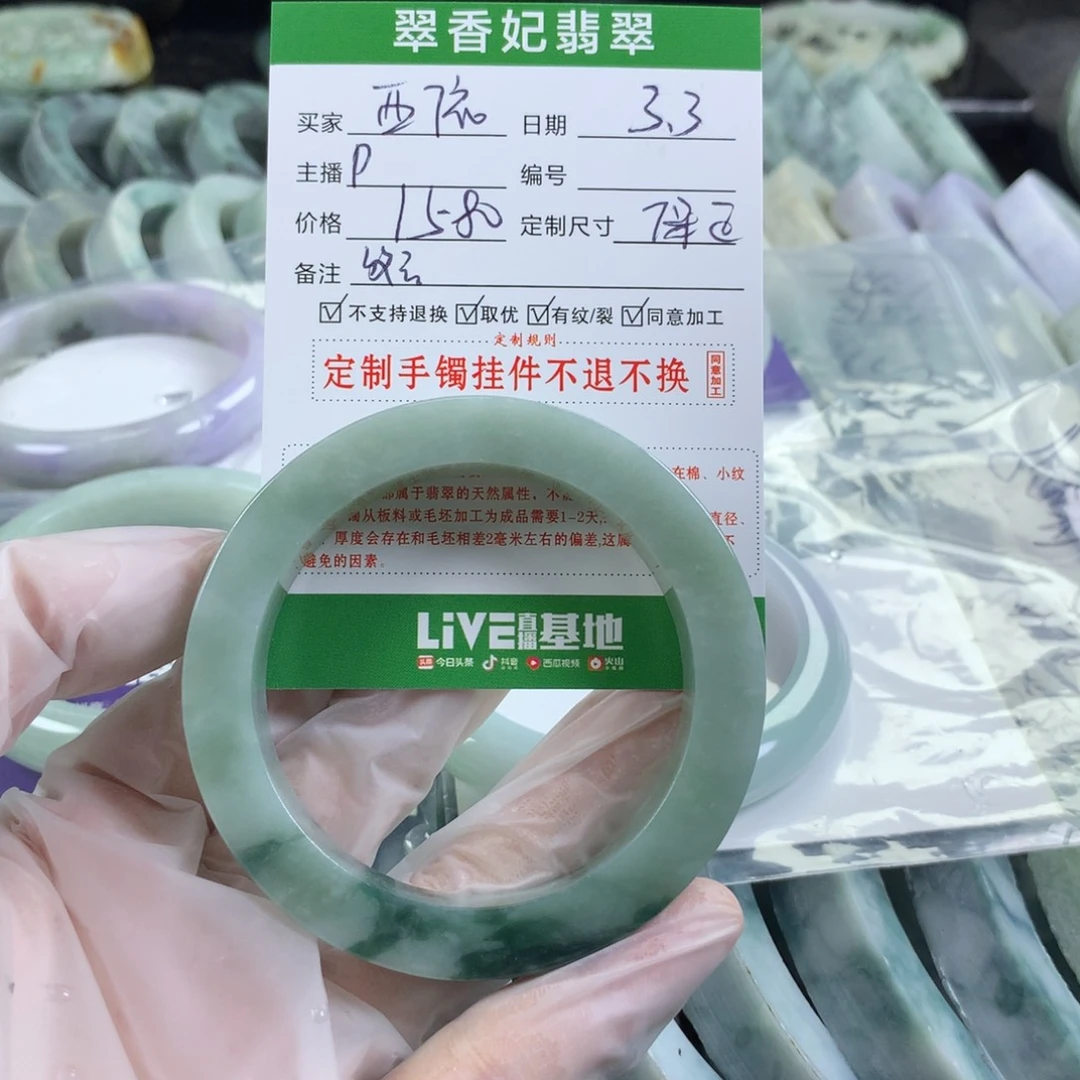 翠香妃翡翠
买家 西 日期 3.3
主播 P 编号
价格 1580 定制尺寸
备注
☑不支持退换 ☑取优 ☑有纹/裂 ☑同意加工
定制规则
定制手镯挂件不退不换 同意加工
在棉、小纹
属于翡翠的天然属性，不
从板料或毛坯加工为成品需要1-2天, 直径、
厚度会存在和毛坯相差2毫米左右的偏差,这属 不
避免的因素。
LiVE直播基地
头条 今日头条 抖音 西瓜视频 火山